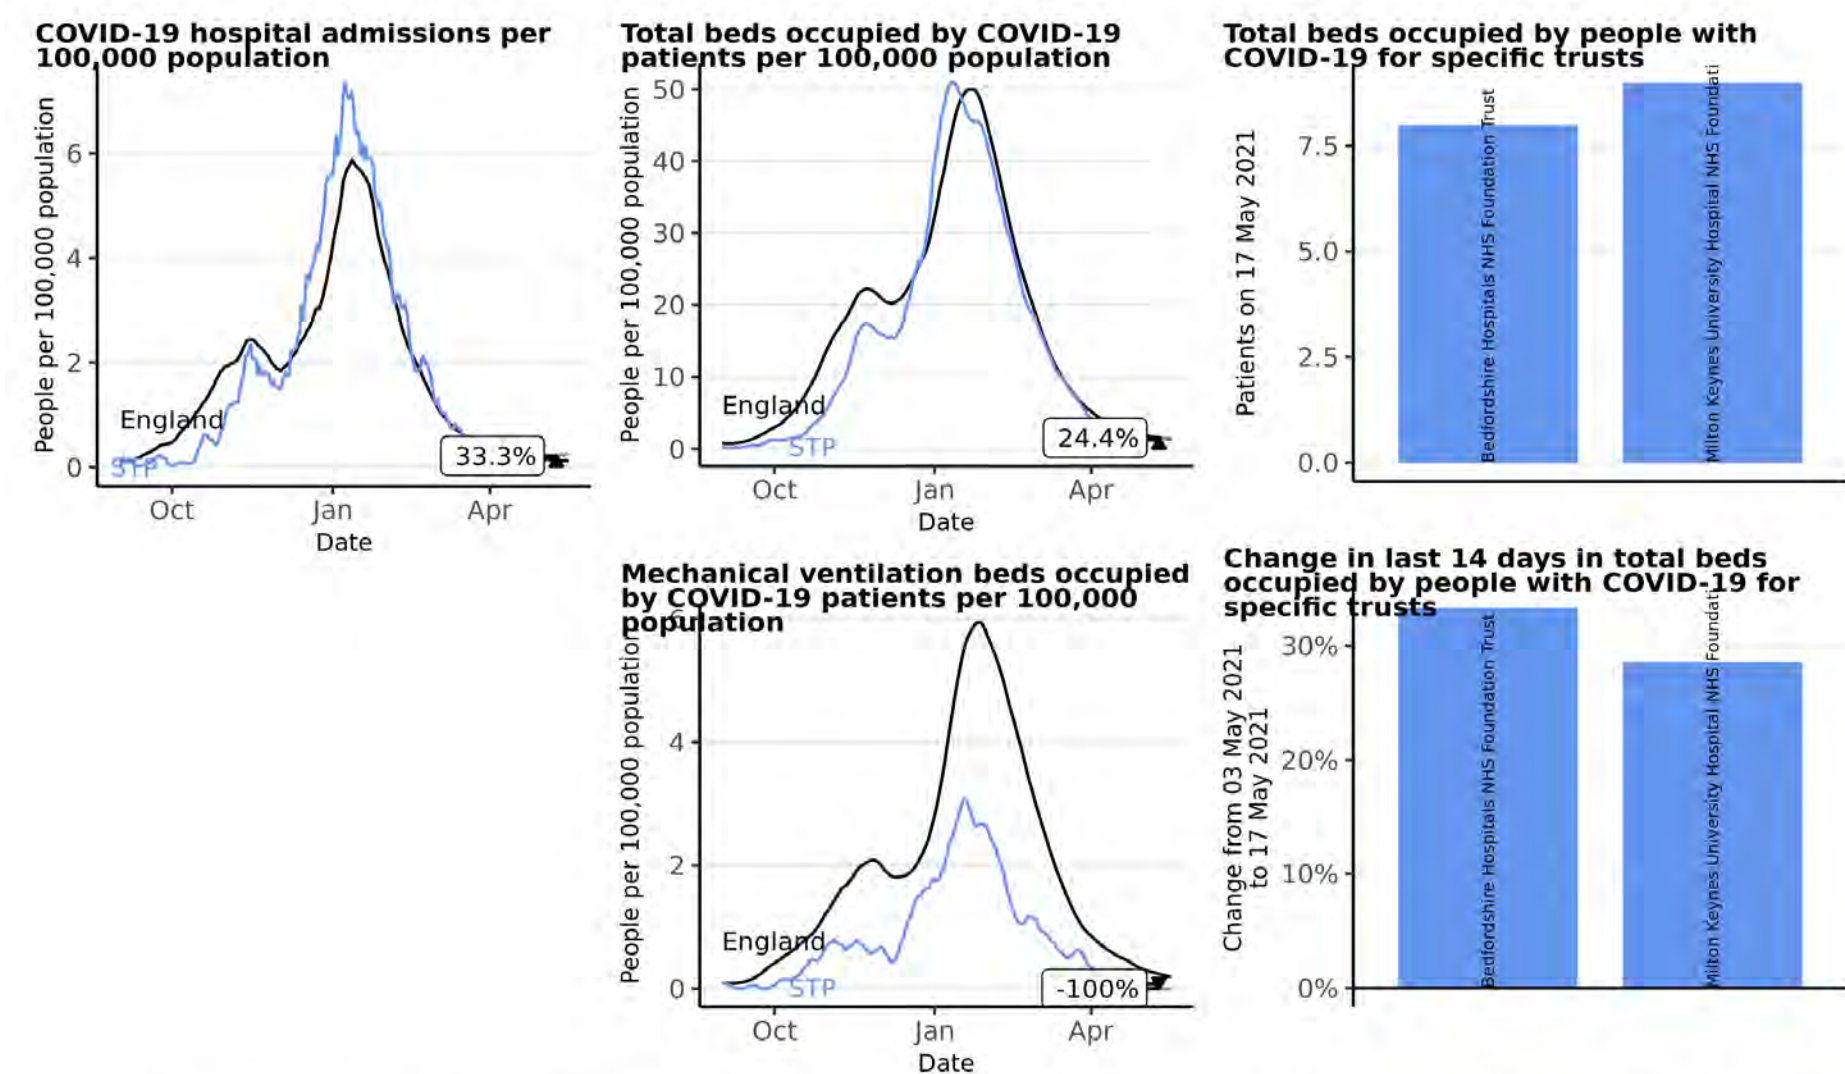 COVID-19 hospital admissions per
100,000 population
People per 100,000 population
6
4
2
0
England
STP
33.3%
Oct
Jan
Apr
Date
Total beds occupied by COVID-19
patients per 100,000 population
People per 100,000 population
50
40
30
20
10
0
England
STP
24.4%
Oct
Jan
Apr
Date
Total beds occupied by people with
COVID-19 for specific trusts
Patients on 17 May 2021
7.5
5.0
2.5
0.0
Bedfordshire Hospitals NHS Foundation Trust
Milton Keynes University Hospital NHS Foundati
Mechanical ventilation beds occupied
by COVID-19 patients per 100,000
population
People per 100,000 population
6
4
2
0
England
STP
-100%
Oct
Jan
Apr
Date
Change in last 14 days in total beds
occupied by people with COVID-19 for
specific trusts
Change from 03 May 2021
to 17 May 2021
30%
20%
10%
0%
Bedfordshire Hospitals NHS Foundation Trust
Milton Keynes University Hospital NHS Foundati